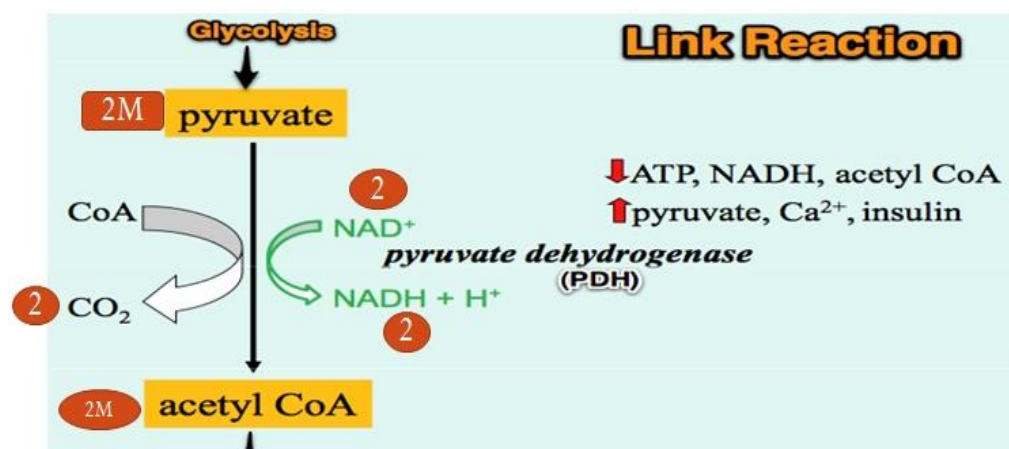 Glycolysis
Link Reaction
2M
pyruvate
ATP, NADH, acetyl CoA
pyruvate, Ca²⁺, insulin
2
CoA
NAD⁺
pyruvate dehydrogenase
(PDH)
2
CO₂
NADH + H⁺
2
2M
acetyl CoA